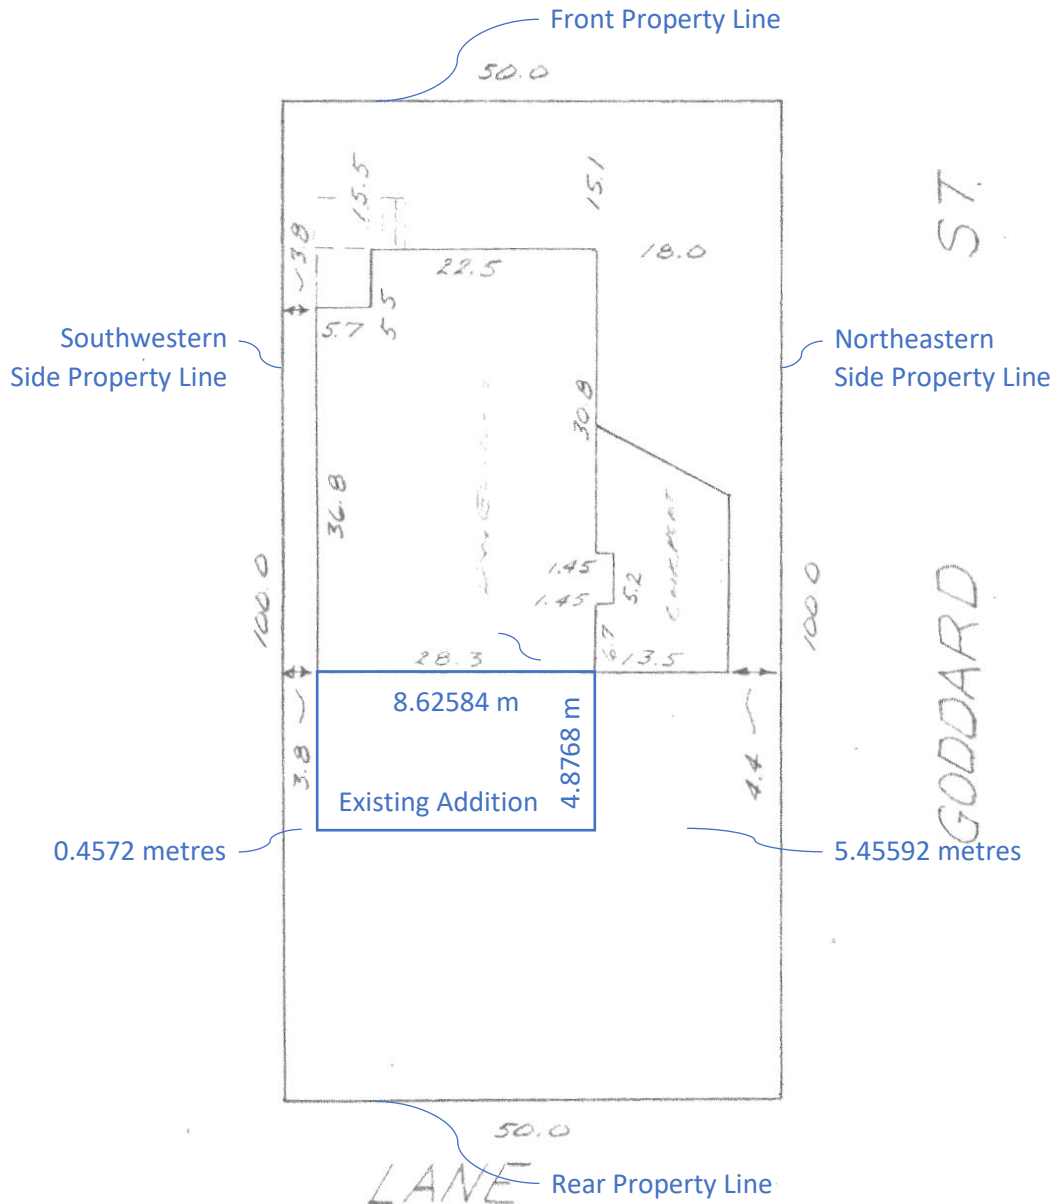 Front Property Line
50.0
15.5
15.1
ST.
3.8
22.5
18.0
5.7
5.5
Southwestern
Side Property Line
Northeastern
Side Property Line
30.8
36.8
1.45
5.2
1.45
CARPORT
100.0
100.0
GODDARD
28.3
6.7
13.5
8.62584 m
4.8768 m
3.8
4.4
Existing Addition
0.4572 metres
5.45592 metres
50.0
LANE
Rear Property Line